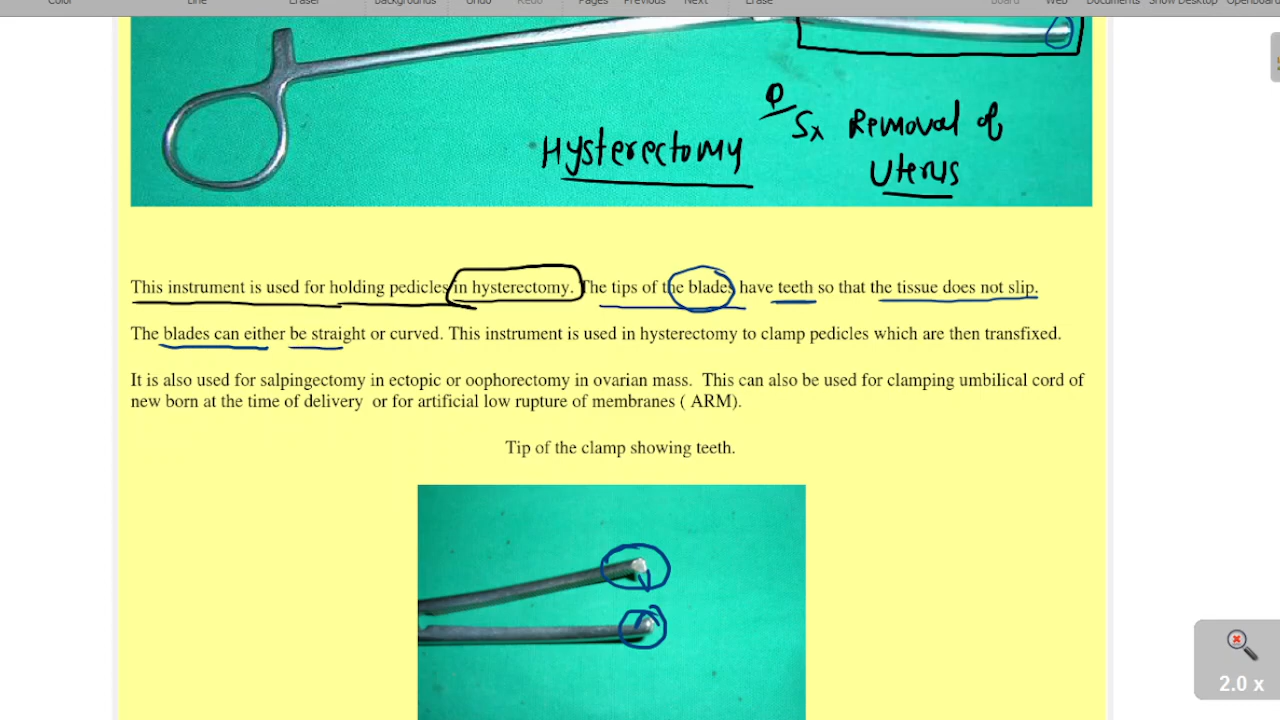 Color Line Eraser Backgrounds Undo Redo Pages Previous Next Erase Board Web Documents Show Desktop Openboard
Hysterectomy
Sx Removal of
Uterus
This instrument is used for holding pedicles in hysterectomy. The tips of the blades have teeth so that the tissue does not slip.
The blades can either be straight or curved. This instrument is used in hysterectomy to clamp pedicles which are then transfixed.
It is also used for salpingectomy in ectopic or oophorectomy in ovarian mass. This can also be used for clamping umbilical cord of
new born at the time of delivery or for artificial low rupture of membranes ( ARM).
Tip of the clamp showing teeth.
2.0 x